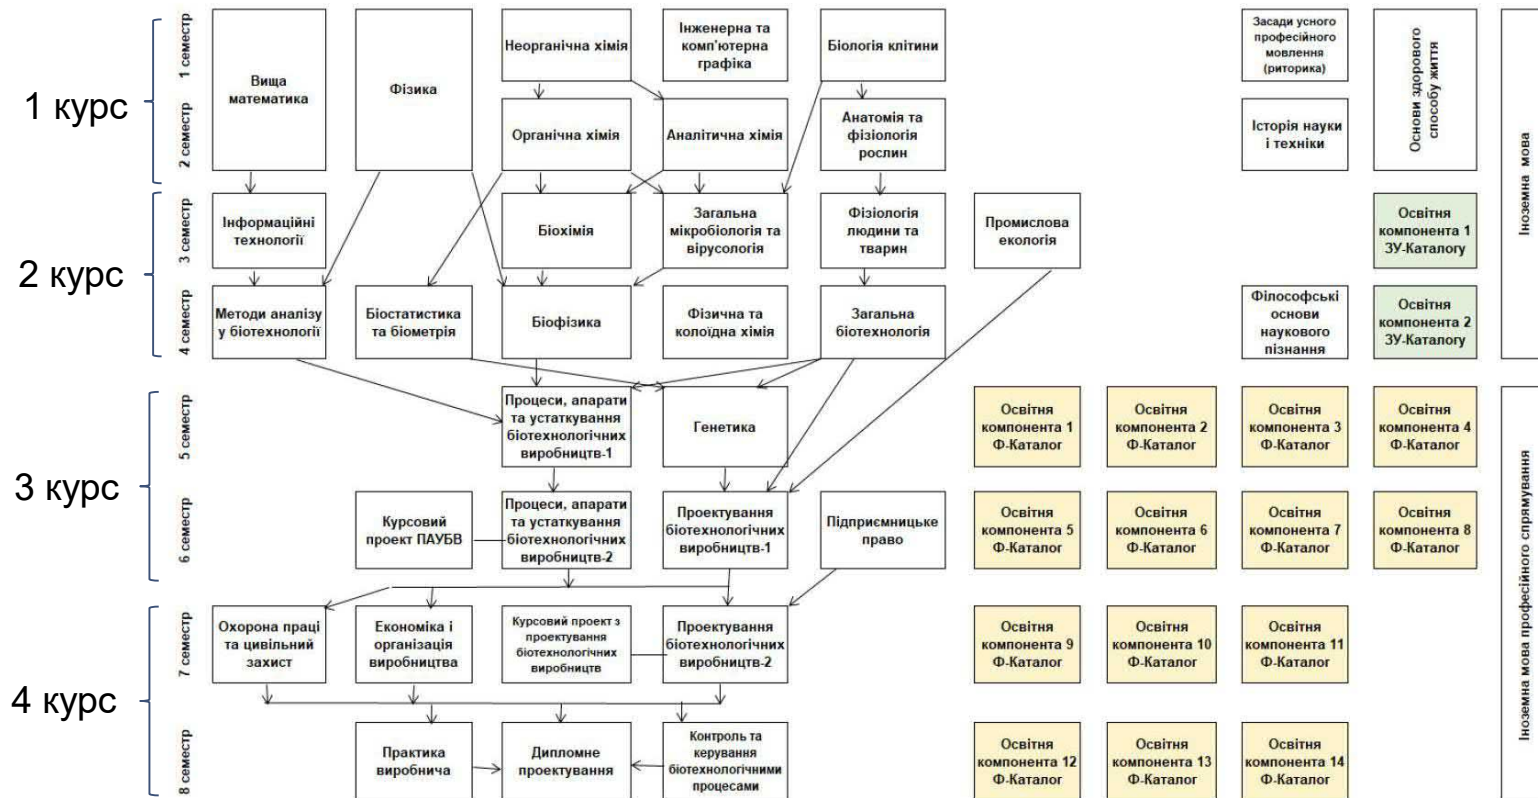 1 курс
2 курс
3 курс
4 курс
1 семестр
2 семестр
3 семестр
4 семестр
5 семестр
6 семестр
7 семестр
8 семестр
Вища
математика
Фізика
Неорганічна хімія
Інженерна та
комп'ютерна
графіка
Біологія клітини
Засади усного
професійного
мовлення
(риторика)
Основи здорового
способу життя
Іноземна мова
Органічна хімія
Аналітична хімія
Анатомія та
фізіологія
рослин
Історія науки
і техніки
Інформаційні
технології
Біохімія
Загальна
мікробіологія та
вірусологія
Фізіологія
людини та
тварин
Промислова
екологія
Освітня
компонента 1
ЗУ-Каталогу
Методи аналізу
у біотехнології
Біостатистика
та біометрія
Біофізика
Фізична та
колоїдна хімія
Загальна
біотехнологія
Філософські
основи
наукового
пізнання
Освітня
компонента 2
ЗУ-Каталогу
Процеси, апарати
та устаткування
біотехнологічних
виробництв-1
Генетика
Освітня
компонента 1
Ф-Каталог
Освітня
компонента 2
Ф-Каталог
Освітня
компонента 3
Ф-Каталог
Освітня
компонента 4
Ф-Каталог
Іноземна мова професійного спрямування
Курсовий
проект ПАУБВ
Процеси, апарати
та устаткування
біотехнологічних
виробництв-2
Проектування
біотехнологічних
виробництв-1
Підприємницьке
право
Освітня
компонента 5
Ф-Каталог
Освітня
компонента 6
Ф-Каталог
Освітня
компонента 7
Ф-Каталог
Освітня
компонента 8
Ф-Каталог
Охорона праці
та цивільний
захист
Економіка і
організація
виробництва
Курсовий проект з
проектування
біотехнологічних
виробництв
Проектування
біотехнологічних
виробництв-2
Освітня
компонента 9
Ф-Каталог
Освітня
компонента 10
Ф-Каталог
Освітня
компонента 11
Ф-Каталог
Практика
виробнича
Дипломне
проектування
Контроль та
керування
біотехнологічними
процесами
Освітня
компонента 12
Ф-Каталог
Освітня
компонента 13
Ф-Каталог
Освітня
компонента 14
Ф-Каталог